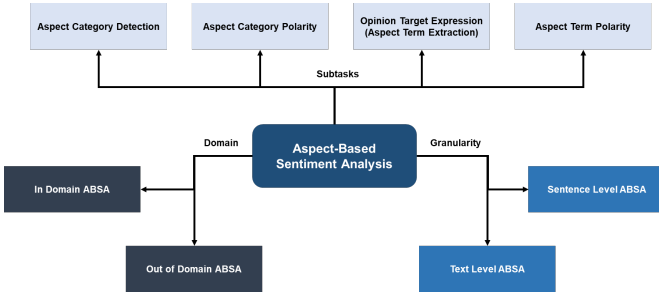 Aspect Category Detection
Aspect Category Polarity
Opinion Target Expression
(Aspect Term Extraction)
Aspect Term Polarity
Subtasks
Domain
Aspect-Based
Sentiment Analysis
Granularity
In Domain ABSA
Sentence Level ABSA
Out of Domain ABSA
Text Level ABSA